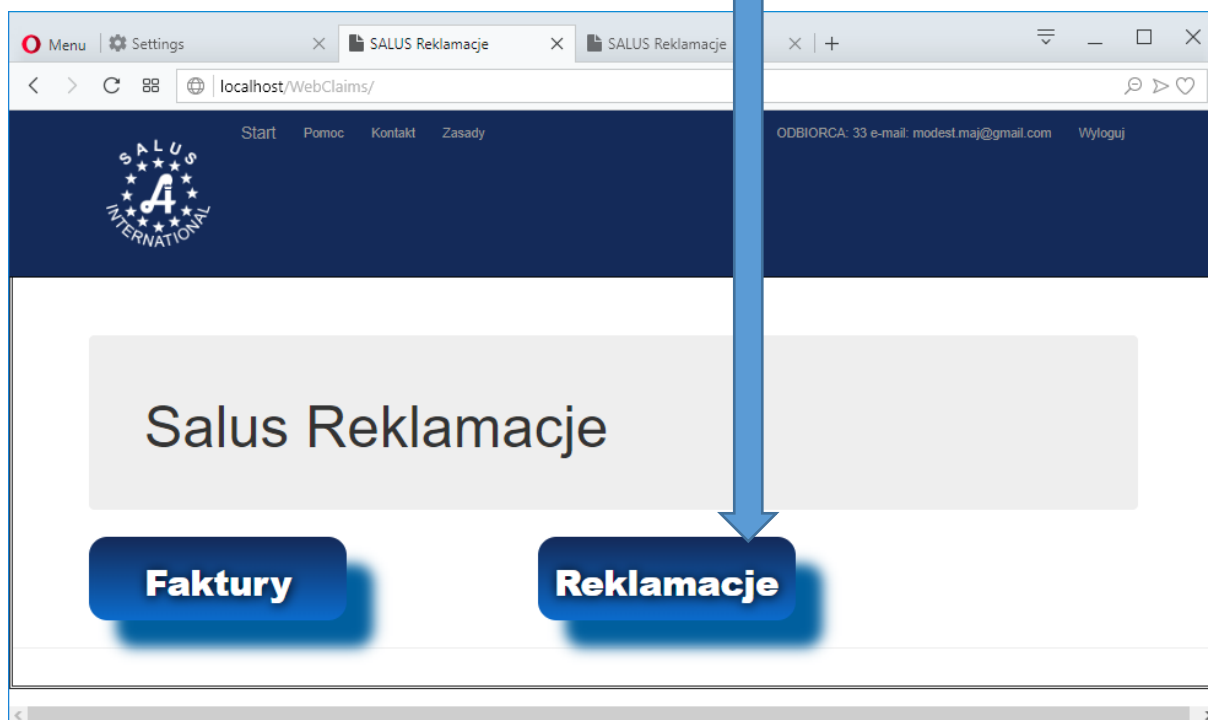 Menu Settings SALUS Reklamacje SALUS Reklamacje
localhost/WebClaims/
Start Pomoc Kontakt Zasady ODBIORCA: 33 e-mail: modest.maj@gmail.com Wyloguj
SALUS
INTERNATIONAL
Salus Reklamacje
Faktury Reklamacje